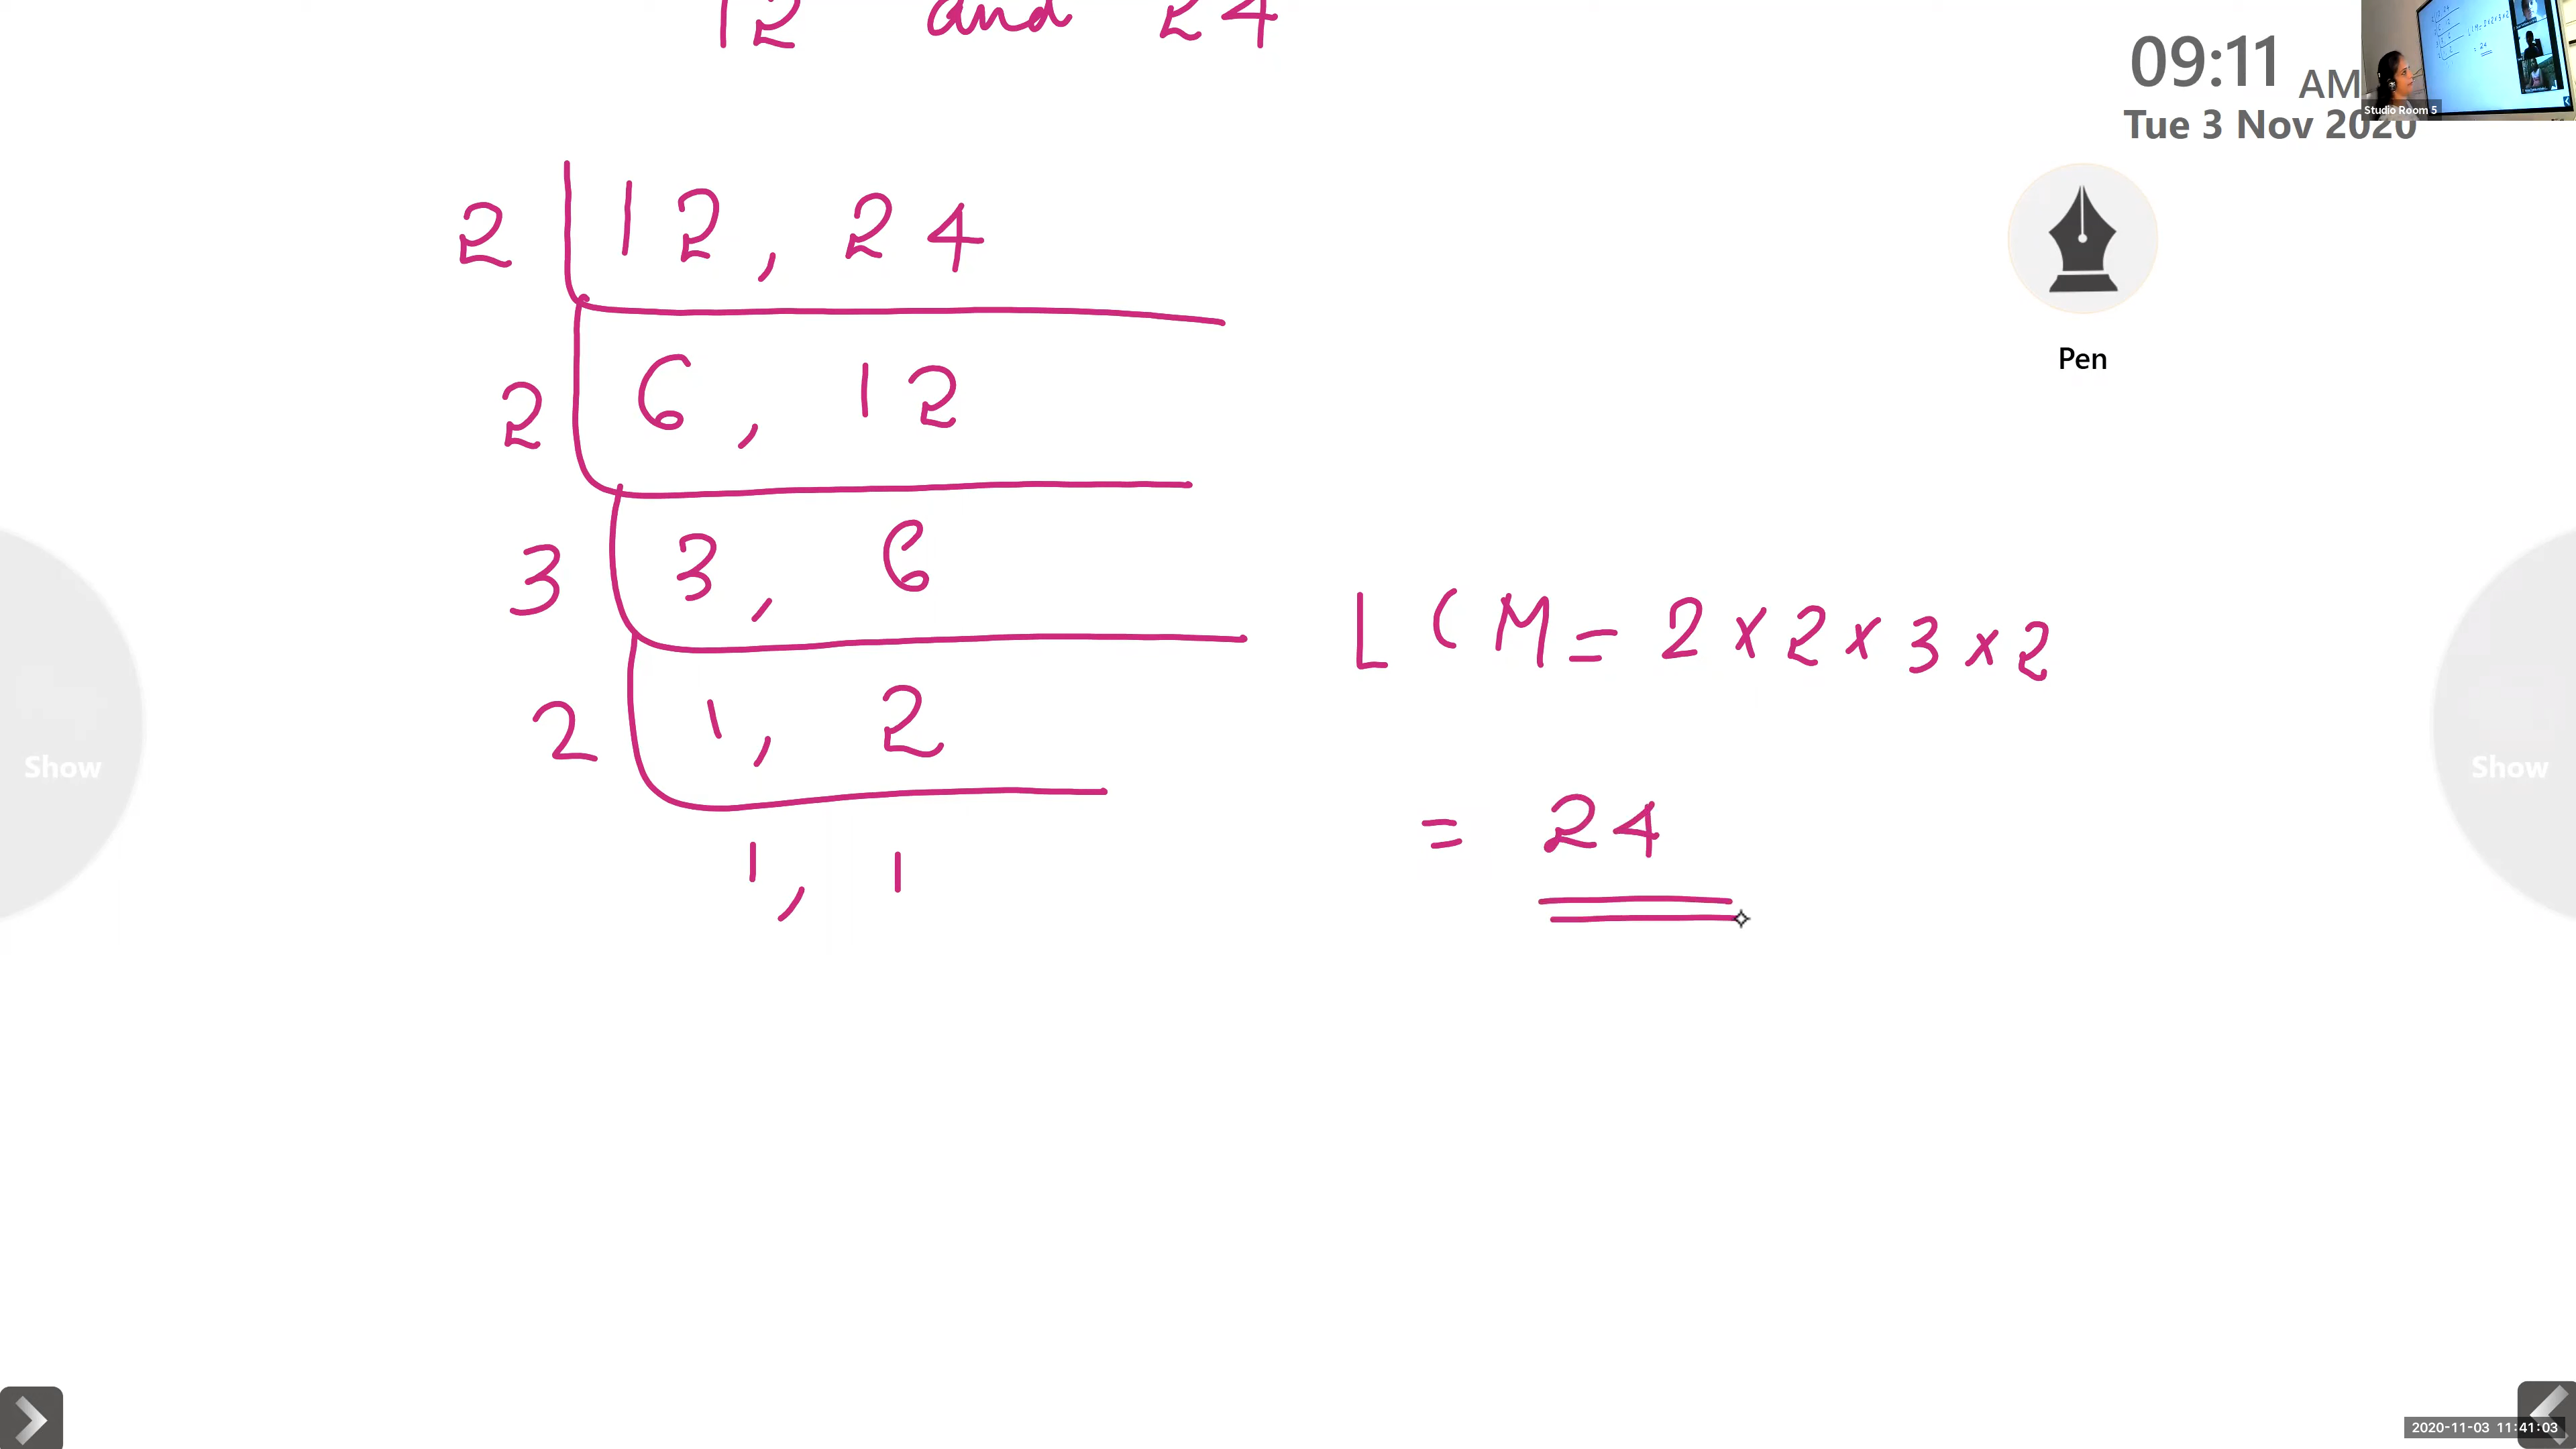 12 and 24
09:11 AM
Tue 3 Nov 2020
Studio Room 5
Pen
2 12, 24
2 6, 12
3 3, 6
2 1, 2
1, 1
LCM = 2 x 2 x 3 x 2
= 24
Show
Show
2020-11-03 11:41:03